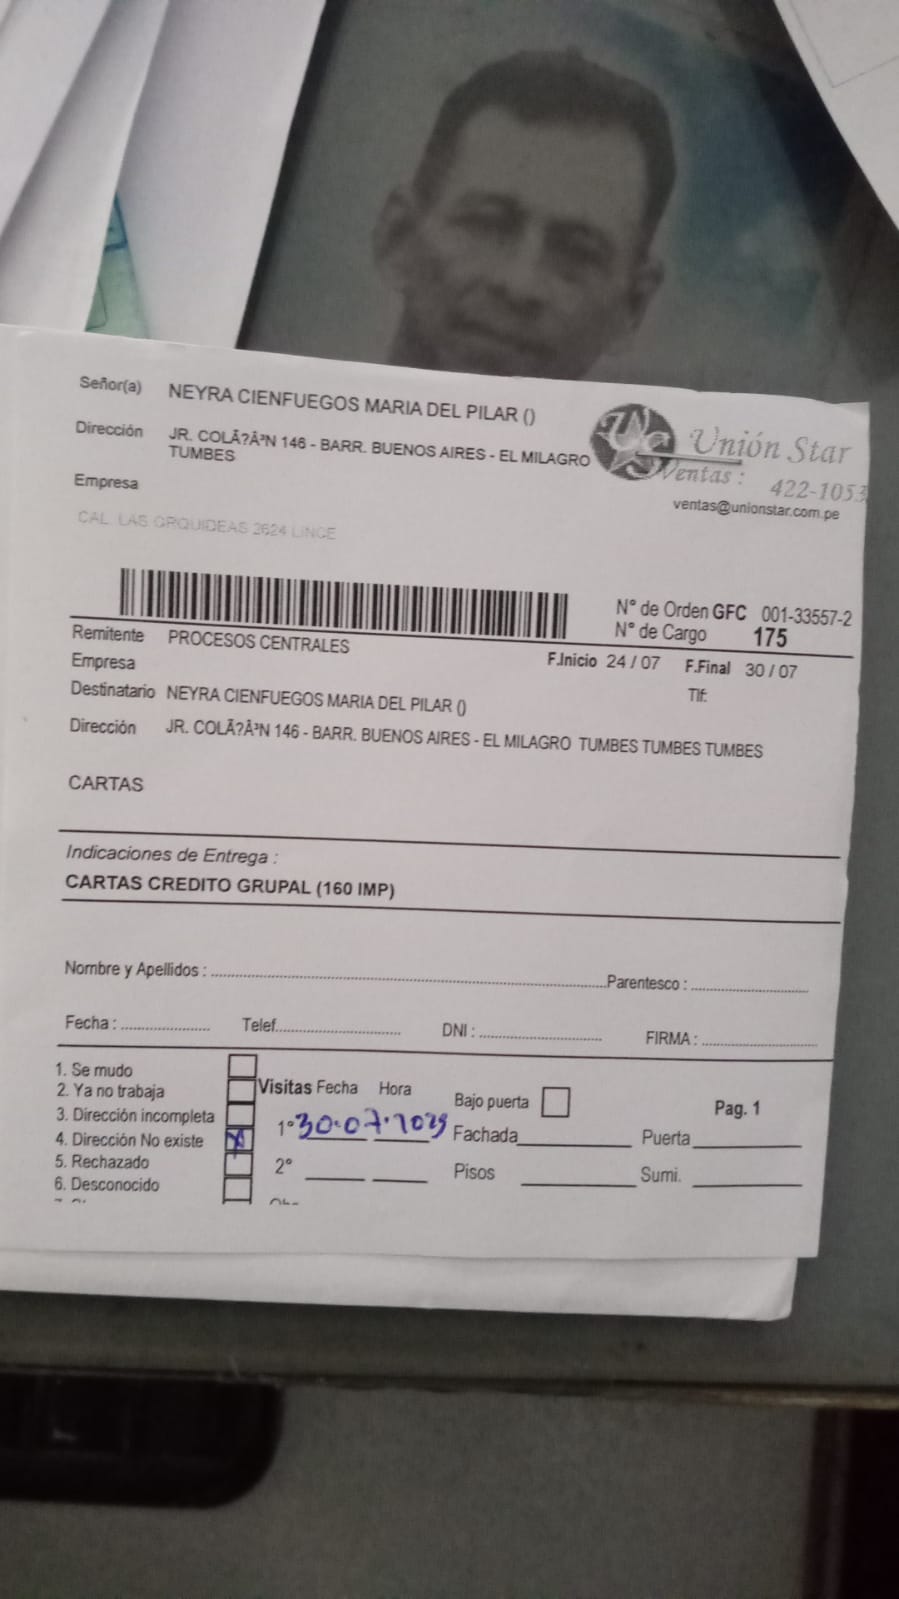 Señor(a) NEYRA CIENFUEGOS MARIA DEL PILAR ()
Dirección JR. COLÃ?Â³N 146 - BARR. BUENOS AIRES - EL MILAGRO
TUMBES
Empresa
CAL. LAS ORQUIDEAS 2624 LINCE
Unión Star
Ventas : 422-1053
ventas@unionstar.com.pe
N° de Orden GFC 001-33557-2
N° de Cargo 175
Remitente PROCESOS CENTRALES
F.Inicio 24 / 07 F.Final 30 / 07
Empresa
Tlf:
Destinatario NEYRA CIENFUEGOS MARIA DEL PILAR ()
Dirección JR. COLÃ?Â³N 146 - BARR. BUENOS AIRES - EL MILAGRO TUMBES TUMBES TUMBES
CARTAS
Indicaciones de Entrega :
CARTAS CREDITO GRUPAL (160 IMP)
Nombre y Apellidos : Parentesco :
Fecha : Telef. DNI : FIRMA :
1. Se mudo
2. Ya no trabaja
3. Dirección incompleta
4. Dirección No existe X
5. Rechazado
6. Desconocido
Visitas Fecha Hora
1° 30.07.
2°
Bajo puerta
Pag. 1
Fachada Puerta
Pisos Sumi.